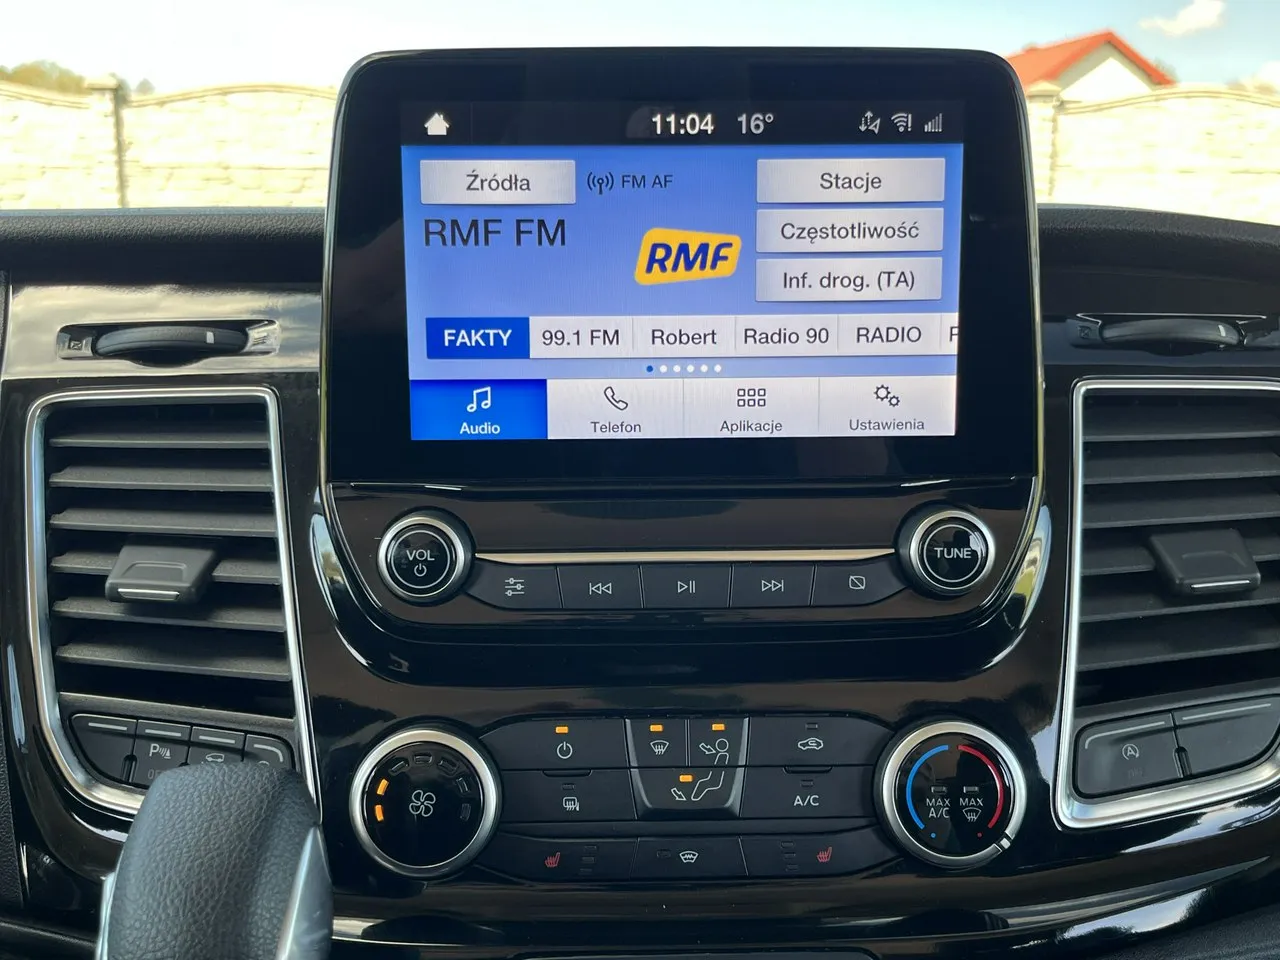 11:04 16°
Źródła FM AF Stacje
RMF FM
RMF
Częstotliwość
Inf. drog. (TA)
FAKTY 99.1 FM Robert Radio 90 RADIO
Audio Telefon Aplikacje Ustawienia
VOL TUNE
A/C
MAX A/C MAX
P
A